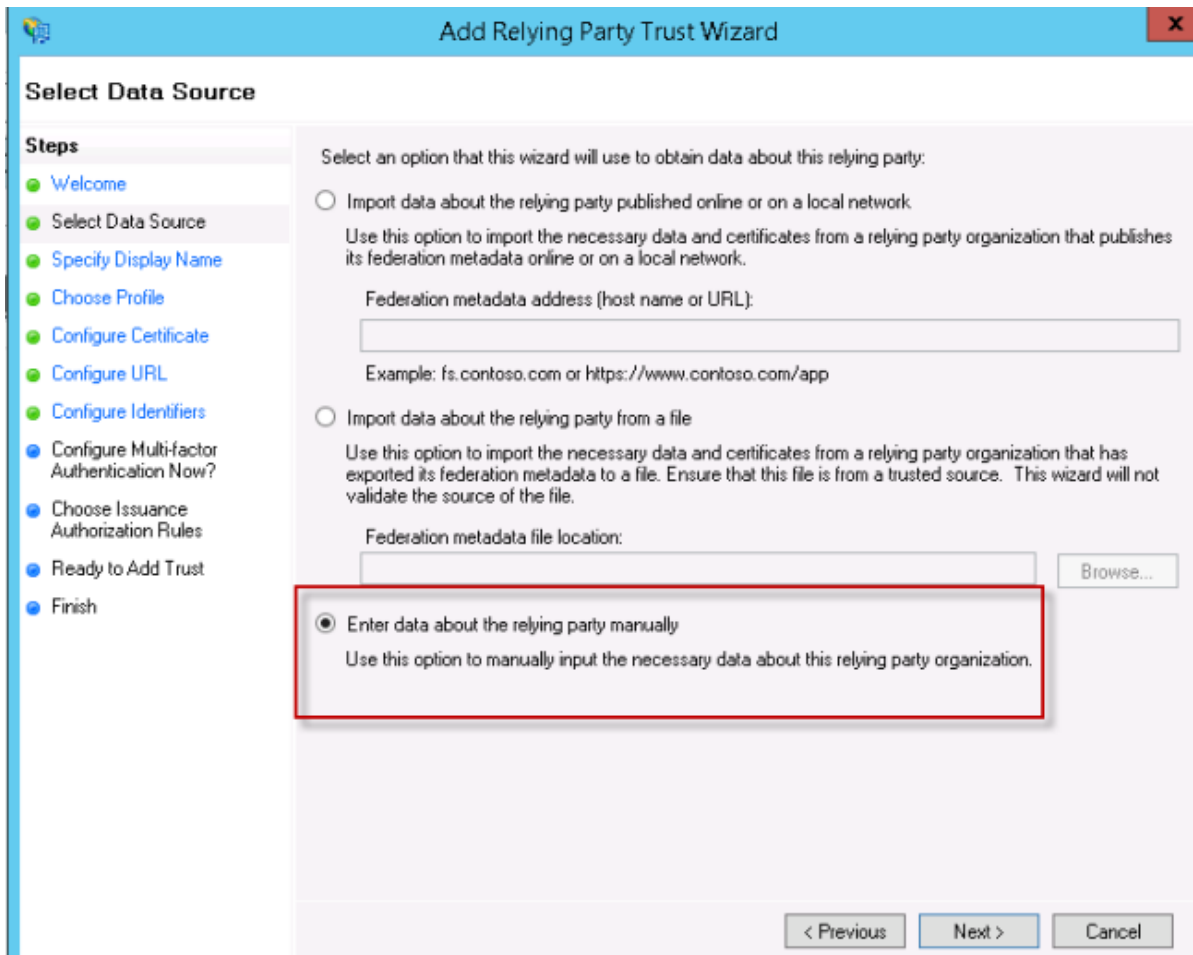 Add Relying Party Trust Wizard
x
Select Data Source
Steps
Welcome
Select Data Source
Specify Display Name
Choose Profile
Configure Certificate
Configure URL
Configure Identifiers
Configure Multi-factor
Authentication Now?
Choose Issuance
Authorization Rules
Ready to Add Trust
Finish
Select an option that this wizard will use to obtain data about this relying party:
Import data about the relying party published online or on a local network
Use this option to import the necessary data and certificates from a relying party organization that publishes
its federation metadata online or on a local network.
Federation metadata address (host name or URL):
Example: fs.contoso.com or https://www.contoso.com/app
Import data about the relying party from a file
Use this option to import the necessary data and certificates from a relying party organization that has
exported its federation metadata to a file. Ensure that this file is from a trusted source.  This wizard will not
validate the source of the file.
Federation metadata file location:
Browse...
Enter data about the relying party manually
Use this option to manually input the necessary data about this relying party organization.
< Previous
Next >
Cancel